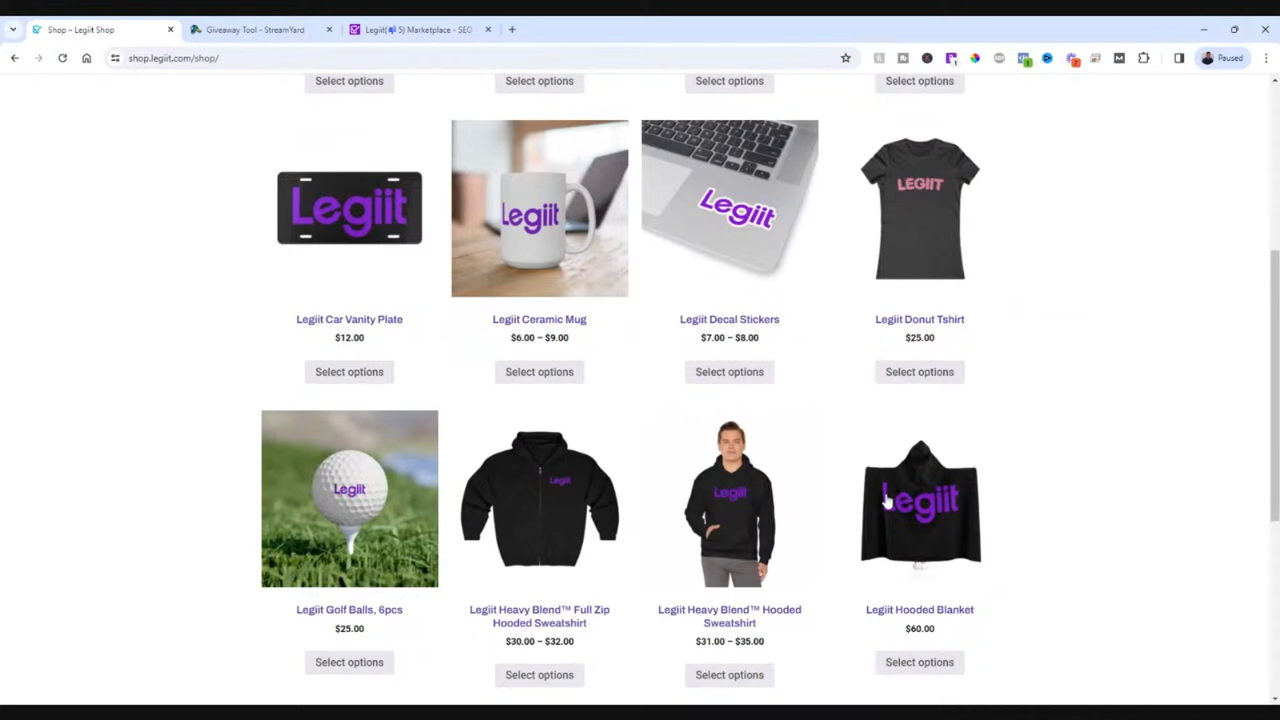 Shop – Legiit Shop
Giveaway Tool - StreamYard
Legiit(📬 5) Marketplace - SEO
shop.legiit.com/shop/
Paused
Select options
Select options
Select options
Select options
Legiit
Legiit
Legiit
LEGIIT
Legiit Car Vanity Plate
Legiit Ceramic Mug
Legiit Decal Stickers
Legiit Donut Tshirt
$12.00
$6.00 – $9.00
$7.00 – $8.00
$25.00
Select options
Select options
Select options
Select options
Legiit
Legiit
Legiit
Legiit
Legiit Golf Balls, 6pcs
Legiit Heavy Blend™ Full Zip
Hooded Sweatshirt
Legiit Heavy Blend™ Hooded
Sweatshirt
Legiit Hooded Blanket
$25.00
$30.00 – $32.00
$31.00 – $35.00
$60.00
Select options
Select options
Select options
Select options